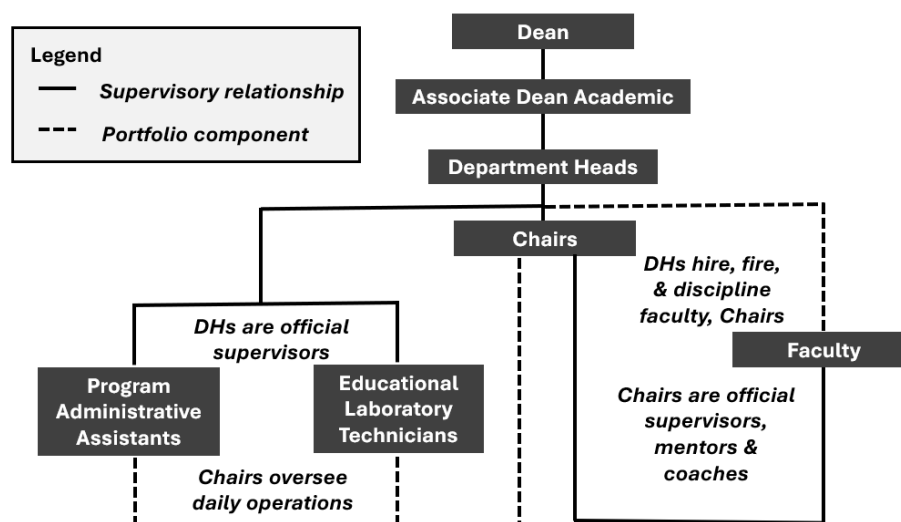 Dean
Legend
Supervisory relationship
Associate Dean Academic
Portfolio component
Department Heads
Chairs
DHs hire, fire,
& discipline
faculty, Chairs
DHs are official
supervisors
Faculty
Program
Administrative
Assistants
Educational
Laboratory
Technicians
Chairs are official
supervisors,
mentors &
coaches
Chairs oversee
daily operations